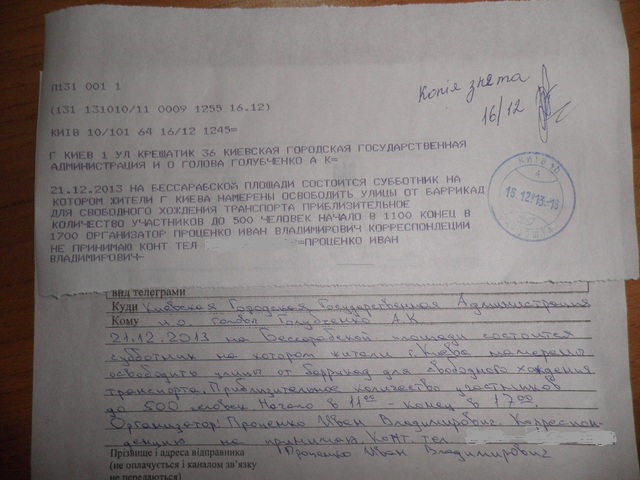 П131 001 1
(131 131010/11 0009 1255 16.12)
КИЇВ 10/101 64 16/12 1245=
Г КИЕВ 1 УЛ КРЕЩАТИК 36 КИЕВСКАЯ ГОРОДСКАЯ ГОСУДАРСТВЕННАЯ
АДМИНИСТРАЦИЯ И О ГОЛОВА ГОЛУБЧЕНКО А К=
21.12.2013 НА БЕССАРАБСКОЙ ПЛОЩАДИ СОСТОИТСЯ СУББОТНИК НА
КОТОРОМ ЖИТЕЛИ Г КИЕВА НАМЕРЕНЫ ОСВОБОДИТЬ УЛИЦЫ ОТ БАРРИКАД
ДЛЯ СВОБОДНОГО ХОЖДЕНИЯ ТРАНСПОРТА ПРИБЛИЗИТЕЛЬНОЕ
КОЛИЧЕСТВО УЧАСТНИКОВ ДО 500 ЧЕЛОВЕК НАЧАЛО В 1100 КОНЕЦ В
1700 ОРГАНИЗАТОР ПРОЦЕНКО ИВАН ВЛАДИМИРОВИЧ КОРРЕСПОНДЕЦИИ
НЕ ПРИНИМАЮ КОНТ ТЕЛ =ПРОЦЕНКО ИВАН
ВЛАДИМИРОВИЧ-
Копія знята
16/12
КИЇВ
16.12.13.-13
вид телеграми
Куди Киевская Городская Государственная Администрация
Кому и.о. голова Голубченко А.К
21.12.2013 на Бессарабской площади состоится
субботник на котором жители г.Киева намерены
освободить улицы от баррикад для свободного хождения
транспорта. Приблизительное количество участников
до 500 человек Начало в 11⁰⁰ - конец в 17⁰⁰.
Организатор: Проценко Иван Владимирович. Корреспон-
денцию не принимаю. Конт. тел.
Прізвище і адреса відправника Проценко Иван Владимирович
(не оплачується і каналом зв'язку
не передаються)